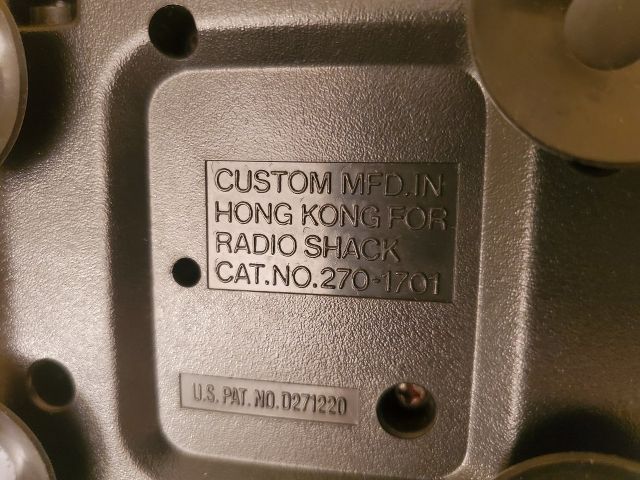 CUSTOM MFD.IN
HONG KONG FOR
RADIO SHACK
CAT.NO.270-1701
U.S. PAT. NO. D271220